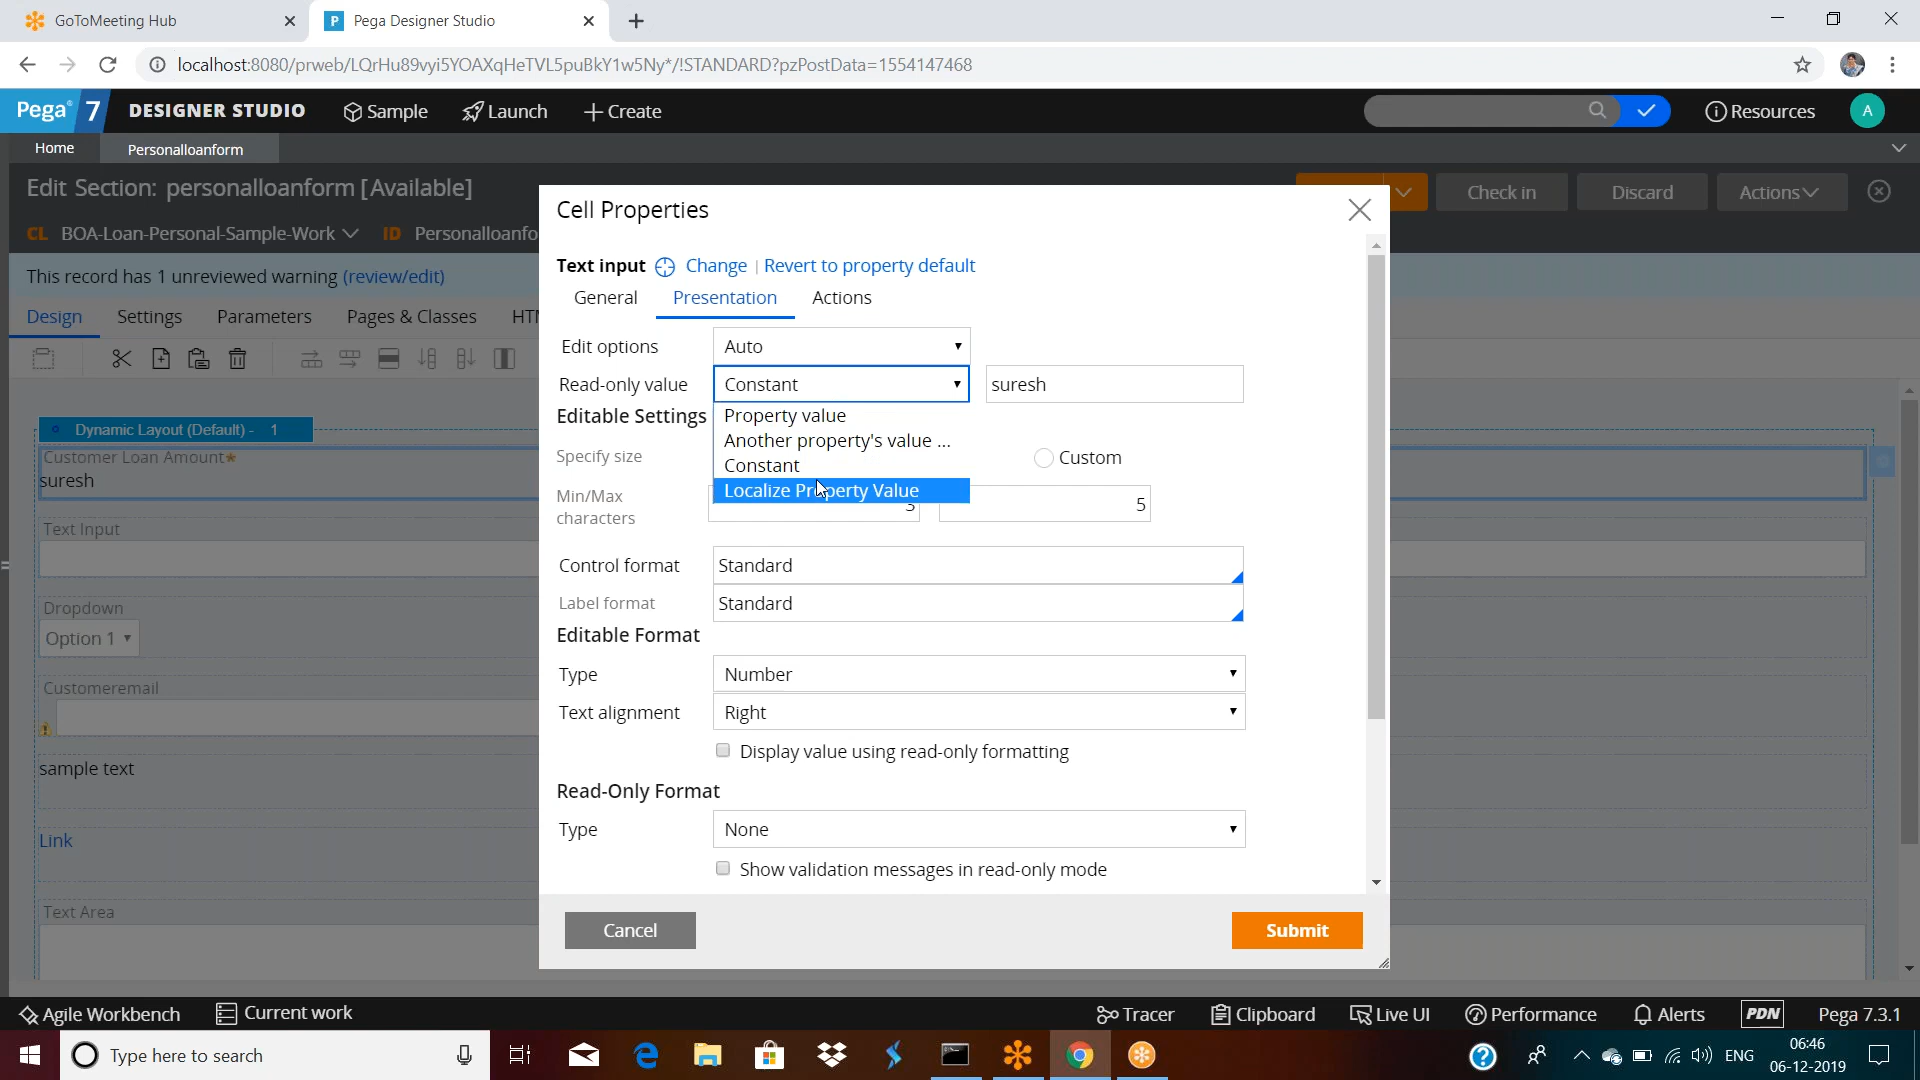 GoToMeeting Hub
Pega Designer Studio
localhost:8080/prweb/LQrHu89vyi5YOAXqHeTVL5puBkY1w5Ny*/!STANDARD?pzPostData=1554147468
Pega 7 DESIGNER STUDIO Sample Launch Create Resources A
Home Personalloanform
Edit Section: personalloanform [Available] Check in Discard Actions
CL BOA-Loan-Personal-Sample-Work ID Personalloanfo
This record has 1 unreviewed warning (review/edit)
Design Settings Parameters Pages & Classes HT
Dynamic Layout (Default) - 1
Customer Loan Amount*
suresh
Text Input
Dropdown
Option 1
Customeremail
sample text
Link
Text Area
Cell Properties
Text input Change | Revert to property default
General Presentation Actions
Edit options Auto
Read-only value Constant suresh
Property value
Another property's value ...
Constant
Localize Property Value
Editable Settings
Specify size Custom
Min/Max characters 3 5
Control format Standard
Label format Standard
Editable Format
Type Number
Text alignment Right
Display value using read-only formatting
Read-Only Format
Type None
Show validation messages in read-only mode
Cancel Submit
Agile Workbench Current work Tracer Clipboard Live UI Performance Alerts PDN Pega 7.3.1
Type here to search
ENG
06:46
06-12-2019